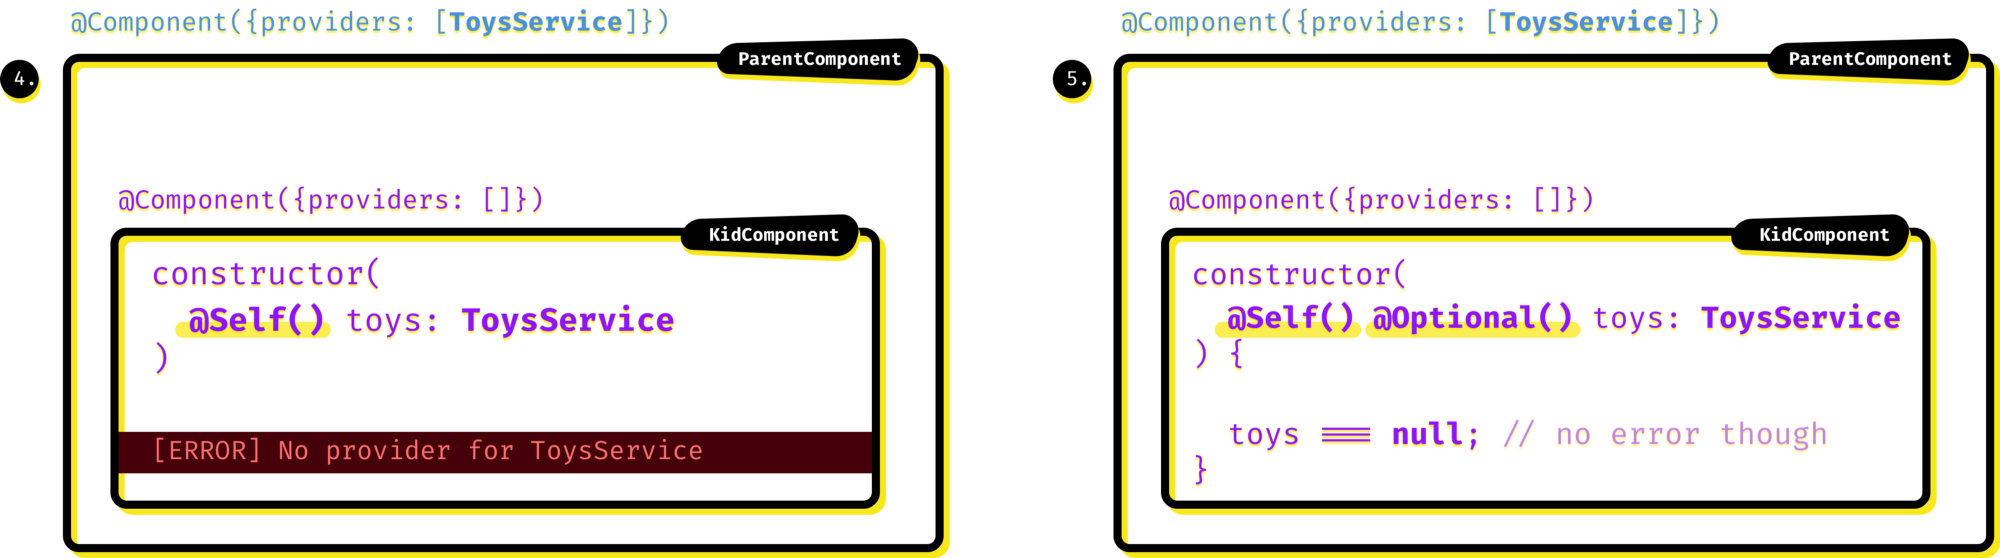 @Component({providers: [ToysService]})
ParentComponent
4.
@Component({providers: []})
KidComponent
constructor(
@Self() toys: ToysService
)
[ERROR] No provider for ToysService
@Component({providers: [ToysService]})
ParentComponent
5.
@Component({providers: []})
KidComponent
constructor(
@Self() @Optional() toys: ToysService
) {
toys === null; // no error though
}